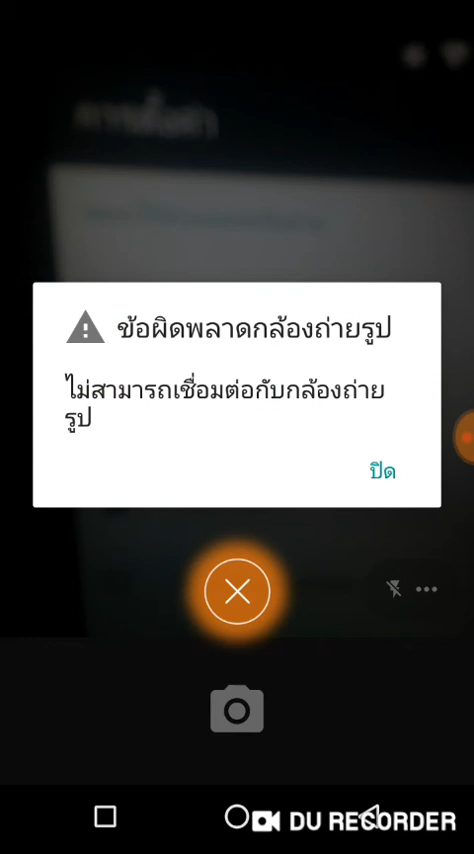 ข้อผิดพลาดกล้องถ่ายรูป
ไม่สามารถเชื่อมต่อกับกล้องถ่าย
รูป
ปิด
DU RECORDER